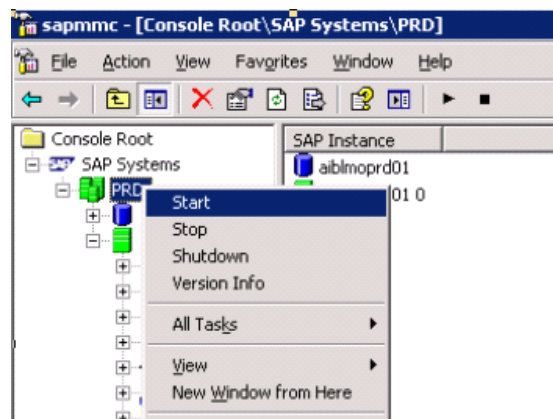 sapmmc - [Console Root\SAP Systems\PRD]
File Action View Favorites Window Help
Console Root
SAP Systems
PRD
SAP Instance
aiblmoprd01
01 0
Start
Stop
Shutdown
Version Info
All Tasks
View
New Window from Here